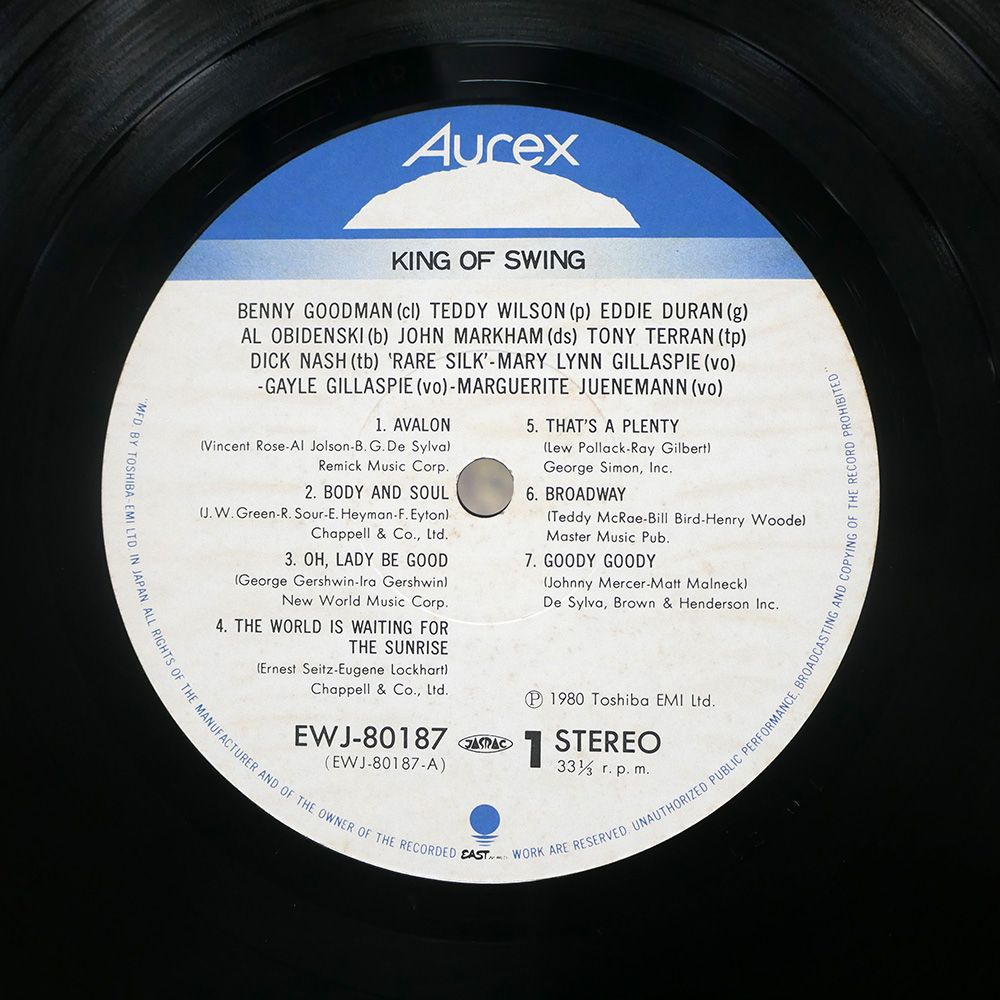 Aurex
KING OF SWING
BENNY GOODMAN(cl) TEDDY WILSON(p) EDDIE DURAN(g)
AL OBIDENSKI(b) JOHN MARKHAM(ds) TONY TERRAN(tp)
DICK NASH(tb) 'RARE SILK'-MARY LYNN GILLASPIE(vo)
-GAYLE GILLASPIE(vo)-MARGUERITE JUENEMANN(vo)
1. AVALON
(Vincent Rose-Al Jolson-B.G.De Sylva)
Remick Music Corp.
2. BODY AND SOUL
(J.W.Green-R.Sour-E.Heyman-F.Eyton)
Chappell & Co., Ltd.
3. OH, LADY BE GOOD
(George Gershwin-Ira Gershwin)
New World Music Corp.
4. THE WORLD IS WAITING FOR
THE SUNRISE
(Ernest Seitz-Eugene Lockhart)
Chappell & Co., Ltd.
5. THAT'S A PLENTY
(Lew Pollack-Ray Gilbert)
George Simon, Inc.
6. BROADWAY
(Teddy McRae-Bill Bird-Henry Woode)
Master Music Pub.
7. GOODY GOODY
(Johnny Mercer-Matt Malneck)
De Sylva, Brown & Henderson Inc.
Ⓟ 1980 Toshiba EMI Ltd.
EWJ-80187 JASRAC 1 STEREO
(EWJ-80187-A) 33⅓ r.p.m.
EAST
"MFD BY TOSHIBA-EMI LTD. IN JAPAN ALL RIGHTS OF THE MANUFACTURER AND OF THE OWNER OF THE RECORDED WORK ARE RESERVED. UNAUTHORIZED PUBLIC PERFORMANCE. BROADCASTING AND COPYING OF THE RECORD PROHIBITED"